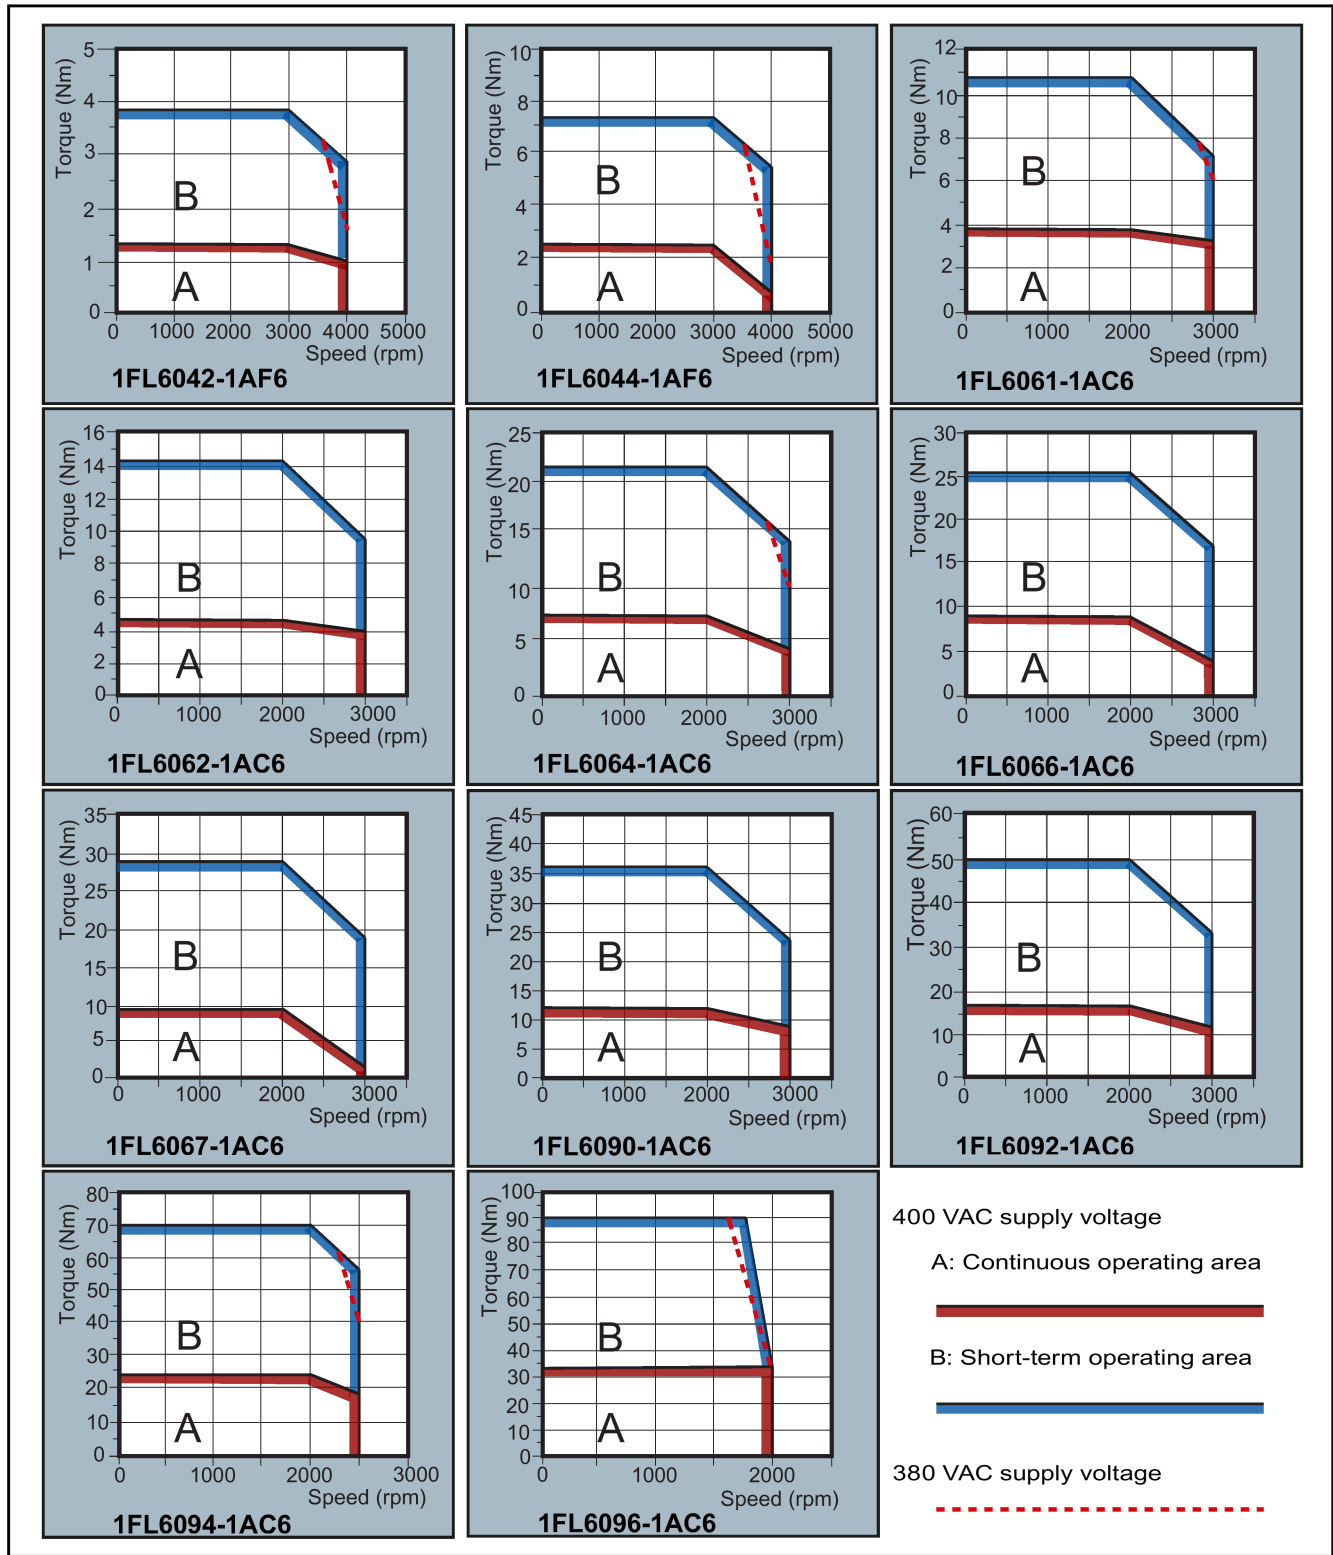 Torque (Nm)
5
4
3
2
1
0
B
A
0 1000 2000 3000 4000 5000
Speed (rpm)
1FL6042-1AF6
Torque (Nm)
10
8
6
4
2
0
B
A
0 1000 2000 3000 4000 5000
Speed (rpm)
1FL6044-1AF6
Torque (Nm)
12
10
8
6
4
2
0
B
A
0 1000 2000 3000
Speed (rpm)
1FL6061-1AC6
Torque (Nm)
16
14
12
10
8
6
4
2
0
B
A
0 1000 2000 3000
Speed (rpm)
1FL6062-1AC6
Torque (Nm)
25
20
15
10
5
0
B
A
0 1000 2000 3000
Speed (rpm)
1FL6064-1AC6
Torque (Nm)
30
25
20
15
10
5
0
B
A
0 1000 2000 3000
Speed (rpm)
1FL6066-1AC6
Torque (Nm)
35
30
25
20
15
10
5
0
B
A
0 1000 2000 3000
Speed (rpm)
1FL6067-1AC6
Torque (Nm)
45
40
35
30
25
20
15
10
5
0
B
A
0 1000 2000 3000
Speed (rpm)
1FL6090-1AC6
Torque (Nm)
60
50
40
30
20
10
0
B
A
0 1000 2000 3000
Speed (rpm)
1FL6092-1AC6
Torque (Nm)
80
70
60
50
40
30
20
10
0
B
A
0 1000 2000 3000
Speed (rpm)
1FL6094-1AC6
Torque (Nm)
100
90
80
70
60
50
40
30
20
10
0
B
A
0 1000 2000
Speed (rpm)
1FL6096-1AC6
400 VAC supply voltage
A: Continuous operating area
B: Short-term operating area
380 VAC supply voltage